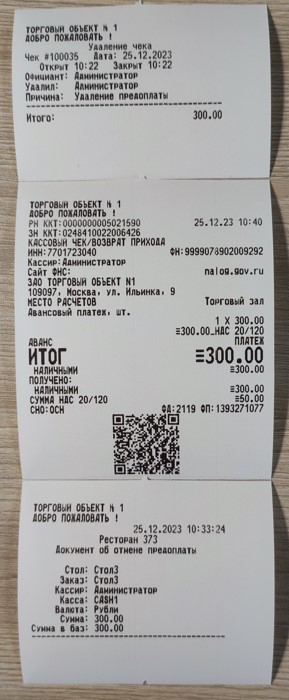 ТОРГОВЫЙ ОБЪЕКТ № 1
ДОБРО ПОЖАЛОВАТЬ !
Удаление чека
Чек #100035 Дата: 25.12.2023
Открыт 10:22 Закрыт 10:22
Официант: Администратор
Удалил: Администратор
Причина: Удаление предоплаты
Итого: 300.00
ТОРГОВЫЙ ОБЪЕКТ № 1
ДОБРО ПОЖАЛОВАТЬ !
РН ККТ:0000000005021590 25.12.23 10:40
ЗН ККТ:0248410022006426
КАССОВЫЙ ЧЕК/ВОЗВРАТ ПРИХОДА
ИНН:7701723040 ФН:9999078902009292
Кассир:Администратор
Сайт ФНС: nalog.gov.ru
ЗАО ТОРГОВЫЙ ОБЪЕКТ №1
109097, Москва, ул. Ильинка, 9
МЕСТО РАСЧЕТОВ Торговый зал
Авансовый платеж, шт.
1 X 300.00
≡300.00_НДС 20/120
АВАНС ПЛАТЕЖ
ИТОГ ≡300.00
НАЛИЧНЫМИ ≡300.00
ПОЛУЧЕНО:
НАЛИЧНЫМИ ≡300.00
СУММА НДС 20/120 ≡50.00
СНО:ОСН ФД:2119 ФП:1393271077
ТОРГОВЫЙ ОБЪЕКТ № 1
ДОБРО ПОЖАЛОВАТЬ !
25.12.2023 10:33:24
Ресторан 373
Документ об отмене предоплаты
Стол: Стол3
Заказ: Стол3
Кассир: Администратор
Касса: CASH1
Валюта: Рубли
Сумма: 300.00
Сумма в баз: 300.00